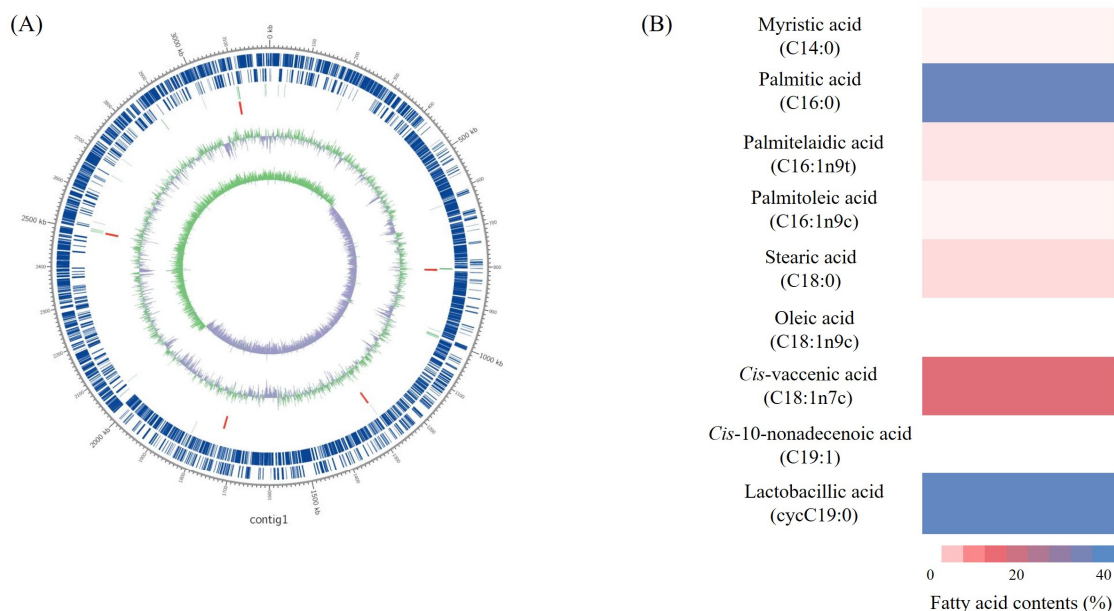 (A)
3000 kb
0 kb
500 kb
2500 kb
1000 kb
2000 kb
1500 kb
contig1
(B)
Myristic acid
(C14:0)
Palmitic acid
(C16:0)
Palmitelaidic acid
(C16:1n9t)
Palmitoleic acid
(C16:1n9c)
Stearic acid
(C18:0)
Oleic acid
(C18:1n9c)
Cis-vaccenic acid
(C18:1n7c)
Cis-10-nonadecenoic acid
(C19:1)
Lactobacillic acid
(cycC19:0)
0 20 40
Fatty acid contents (%)